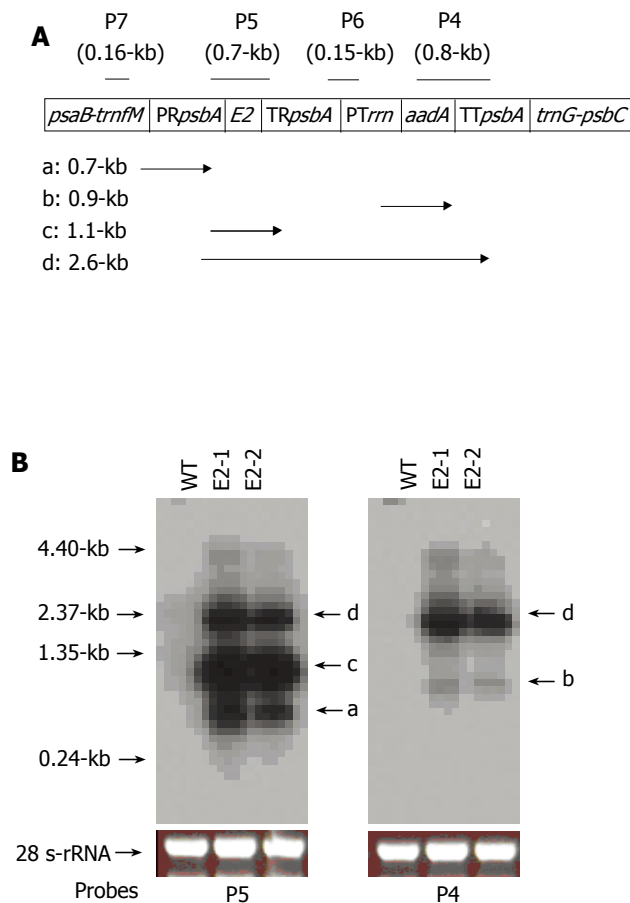 A
P7 P5 P6 P4
(0.16-kb) (0.7-kb) (0.15-kb) (0.8-kb)
psaB-trnfM PRpsbA E2 TRpsbA PTrrn aadA TTpsbA trnG-psbC
a: 0.7-kb
b: 0.9-kb
c: 1.1-kb
d: 2.6-kb
B
WT E2-1 E2-2 WT E2-1 E2-2
4.40-kb
2.37-kb d d
1.35-kb c
a b
0.24-kb
28 s-rRNA
Probes P5 P4